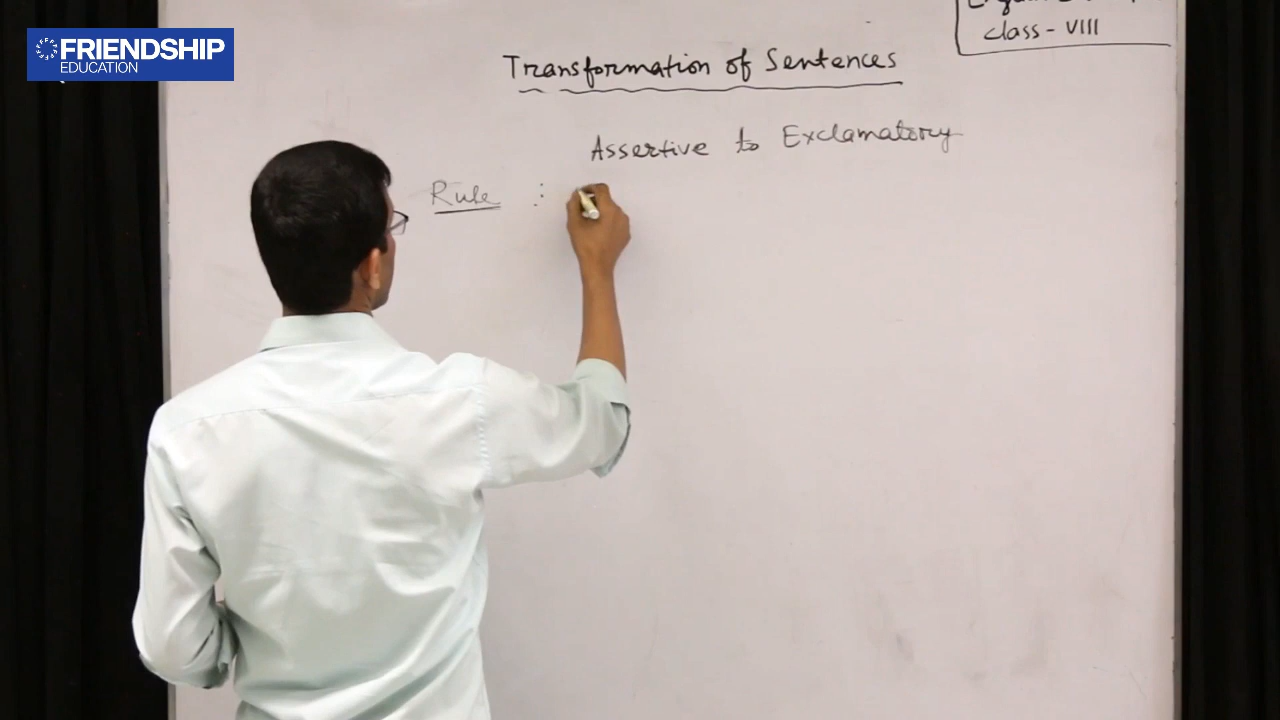 FRIENDSHIP
EDUCATION
class - VIII
Transformation of Sentences
Assertive to Exclamatory
Rule :